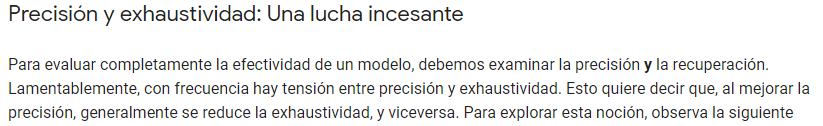 Precisión y exhaustividad: Una lucha incesante
Para evaluar completamente la efectividad de un modelo, debemos examinar la precisión y la recuperación.
Lamentablemente, con frecuencia hay tensión entre precisión y exhaustividad. Esto quiere decir que, al mejorar la
precisión, generalmente se reduce la exhaustividad, y viceversa. Para explorar esta noción, observa la siguiente